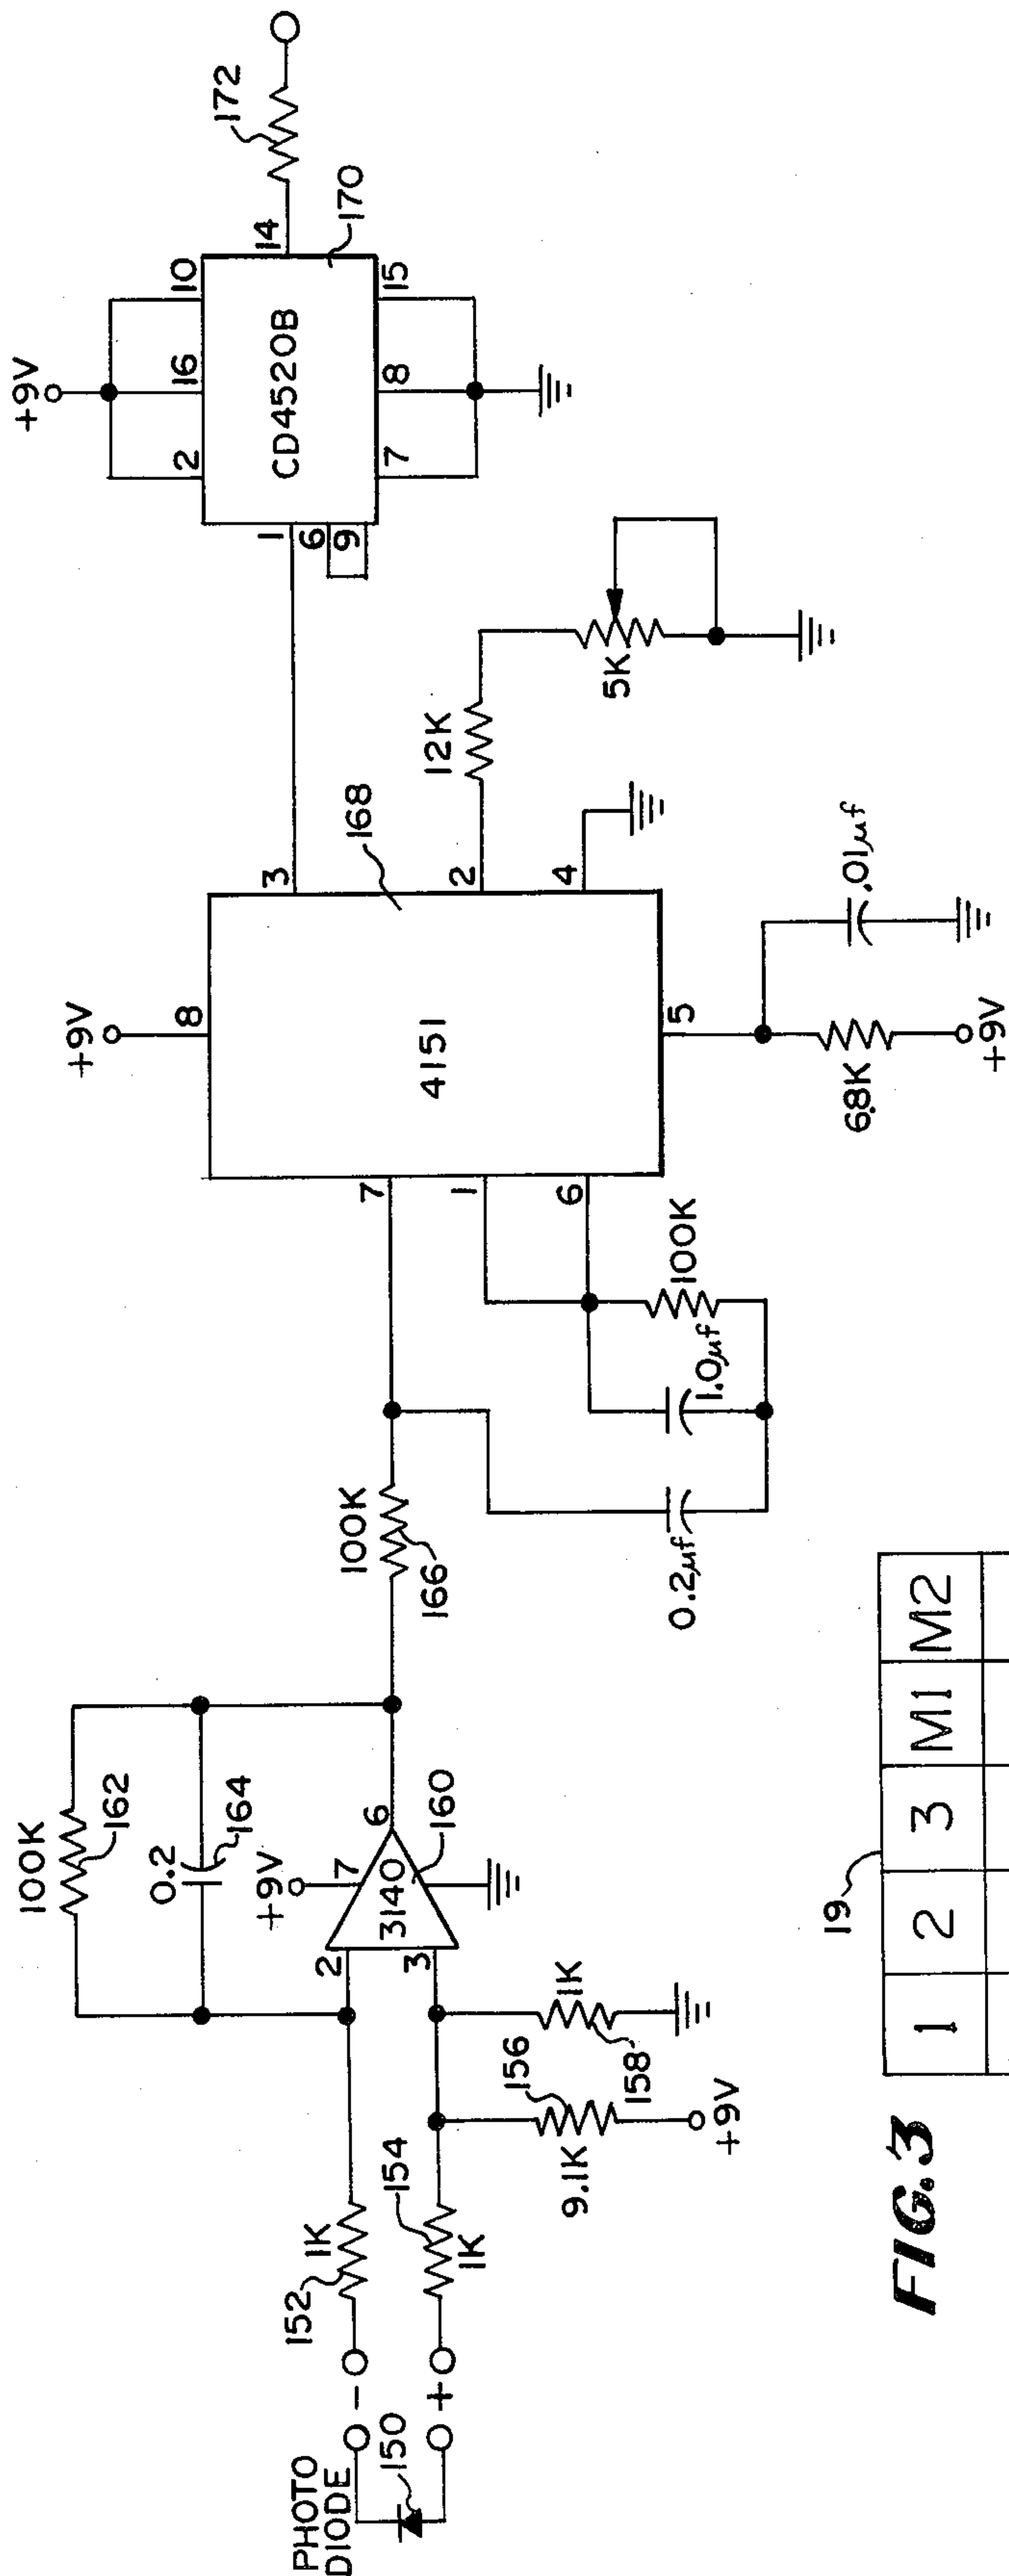 PHOTO
DIODE
150
-
+
152
1K
154
1K
100K
162
0.2
164
+9V
7
2
3140
3
6
160
156
9.1K
+9V
1K
158
100K
166
0.2µf
1.0µf
100K
+9V
8
7
1
6
4151
168
3
2
4
5
6.8K
+9V
.01µf
12K
5K
+9V
2
16
10
1
6
9
CD4520B
14
172
170
7
8
15
19
1 2 3 M1 M2
FIG.3